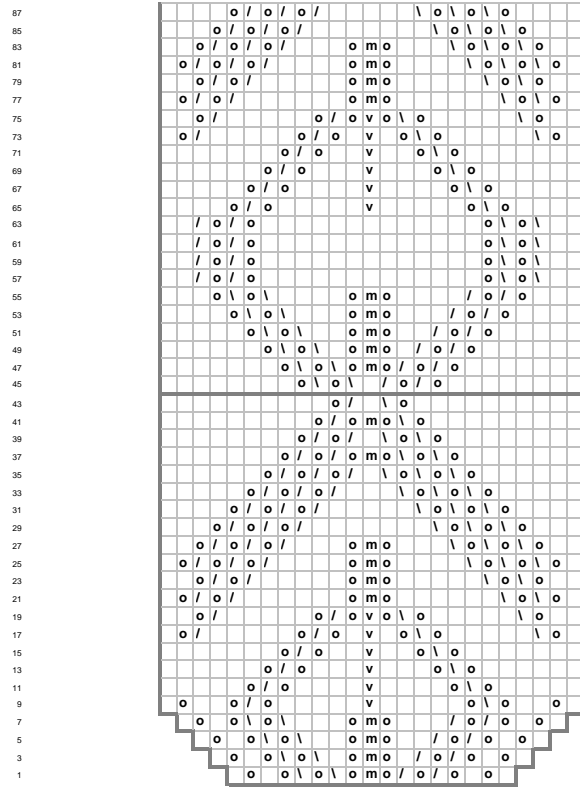 87 o / o / o / \ o \ o \ o
85 o / o / o / \ o \ o \ o
83 o / o / o / o m o \ o \ o \ o
81 o / o / o / o m o \ o \ o \ o
79 o / o / o m o \ o \ o
77 o / o / o m o \ o \ o
75 o / o / o v o \ o \ o
73 o / o / o v o \ o \ o
71 o / o v o \ o
69 o / o v o \ o
67 o / o v o \ o
65 o / o v o \ o
63 / o / o o \ o \
61 / o / o o \ o \
59 / o / o o \ o \
57 / o / o o \ o \
55 o \ o \ o m o / o / o
53 o \ o \ o m o / o / o
51 o \ o \ o m o / o / o
49 o \ o \ o m o / o / o
47 o \ o \ o m o / o / o
45 o \ o \ / o / o
43 o / \ o
41 o / o m o \ o
39 o / o / \ o \ o
37 o / o / o m o \ o \ o
35 o / o / o / \ o \ o \ o
33 o / o / o / \ o \ o \ o
31 o / o / o / \ o \ o \ o
29 o / o / o / \ o \ o \ o
27 o / o / o / o m o \ o \ o \ o
25 o / o / o / o m o \ o \ o \ o
23 o / o / o m o \ o \ o
21 o / o / o m o \ o \ o
19 o / o / o v o \ o \ o
17 o / o / o v o \ o \ o
15 o / o v o \ o
13 o / o v o \ o
11 o / o v o \ o
9 o o / o v o \ o o
7 o o \ o \ o m o / o / o o
5 o o \ o \ o m o / o / o o
3 o o \ o \ o m o / o / o o
1 o o \ o \ o m o / o / o o